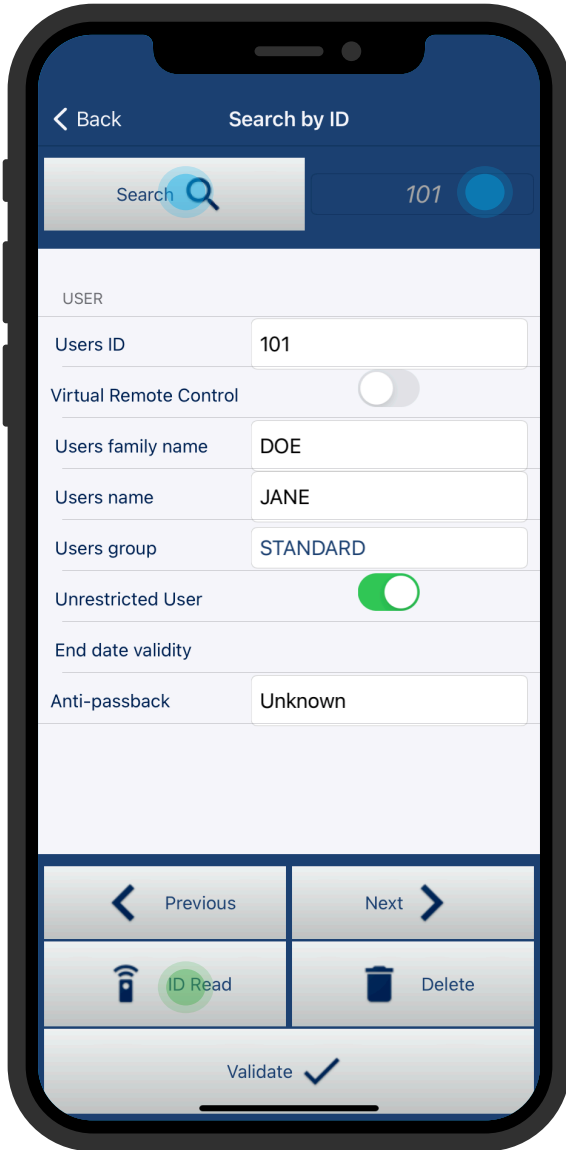 Back
Search by ID
Search
101
USER
Users ID 101
Virtual Remote Control
Users family name DOE
Users name JANE
Users group STANDARD
Unrestricted User
End date validity
Anti-passback Unknown
Previous
Next
ID Read
Delete
Validate